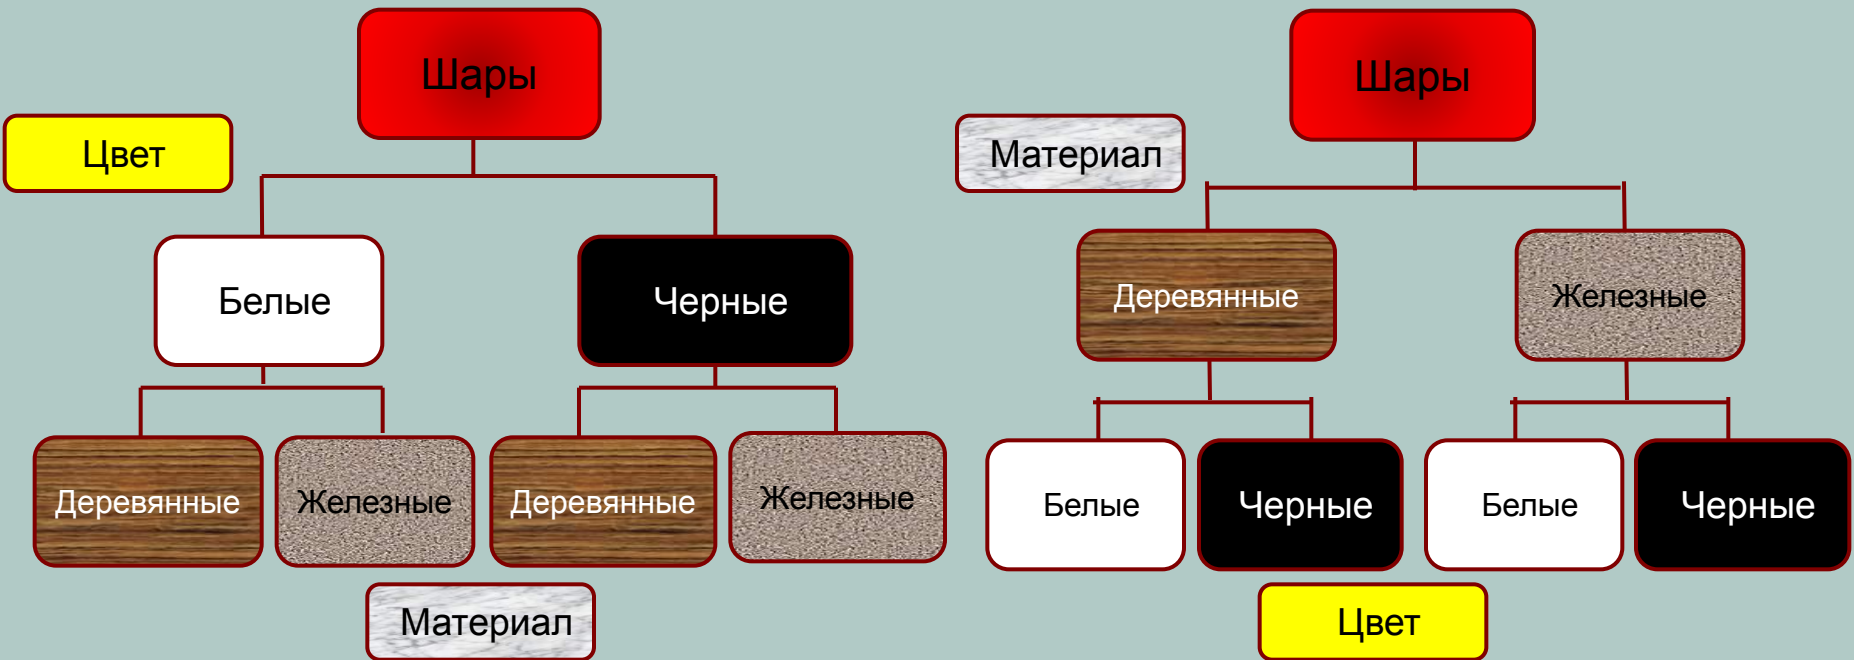 Шары
Цвет
Белые
Черные
Деревянные
Железные
Деревянные
Железные
Материал
Шары
Материал
Деревянные
Железные
Белые
Черные
Белые
Черные
Цвет